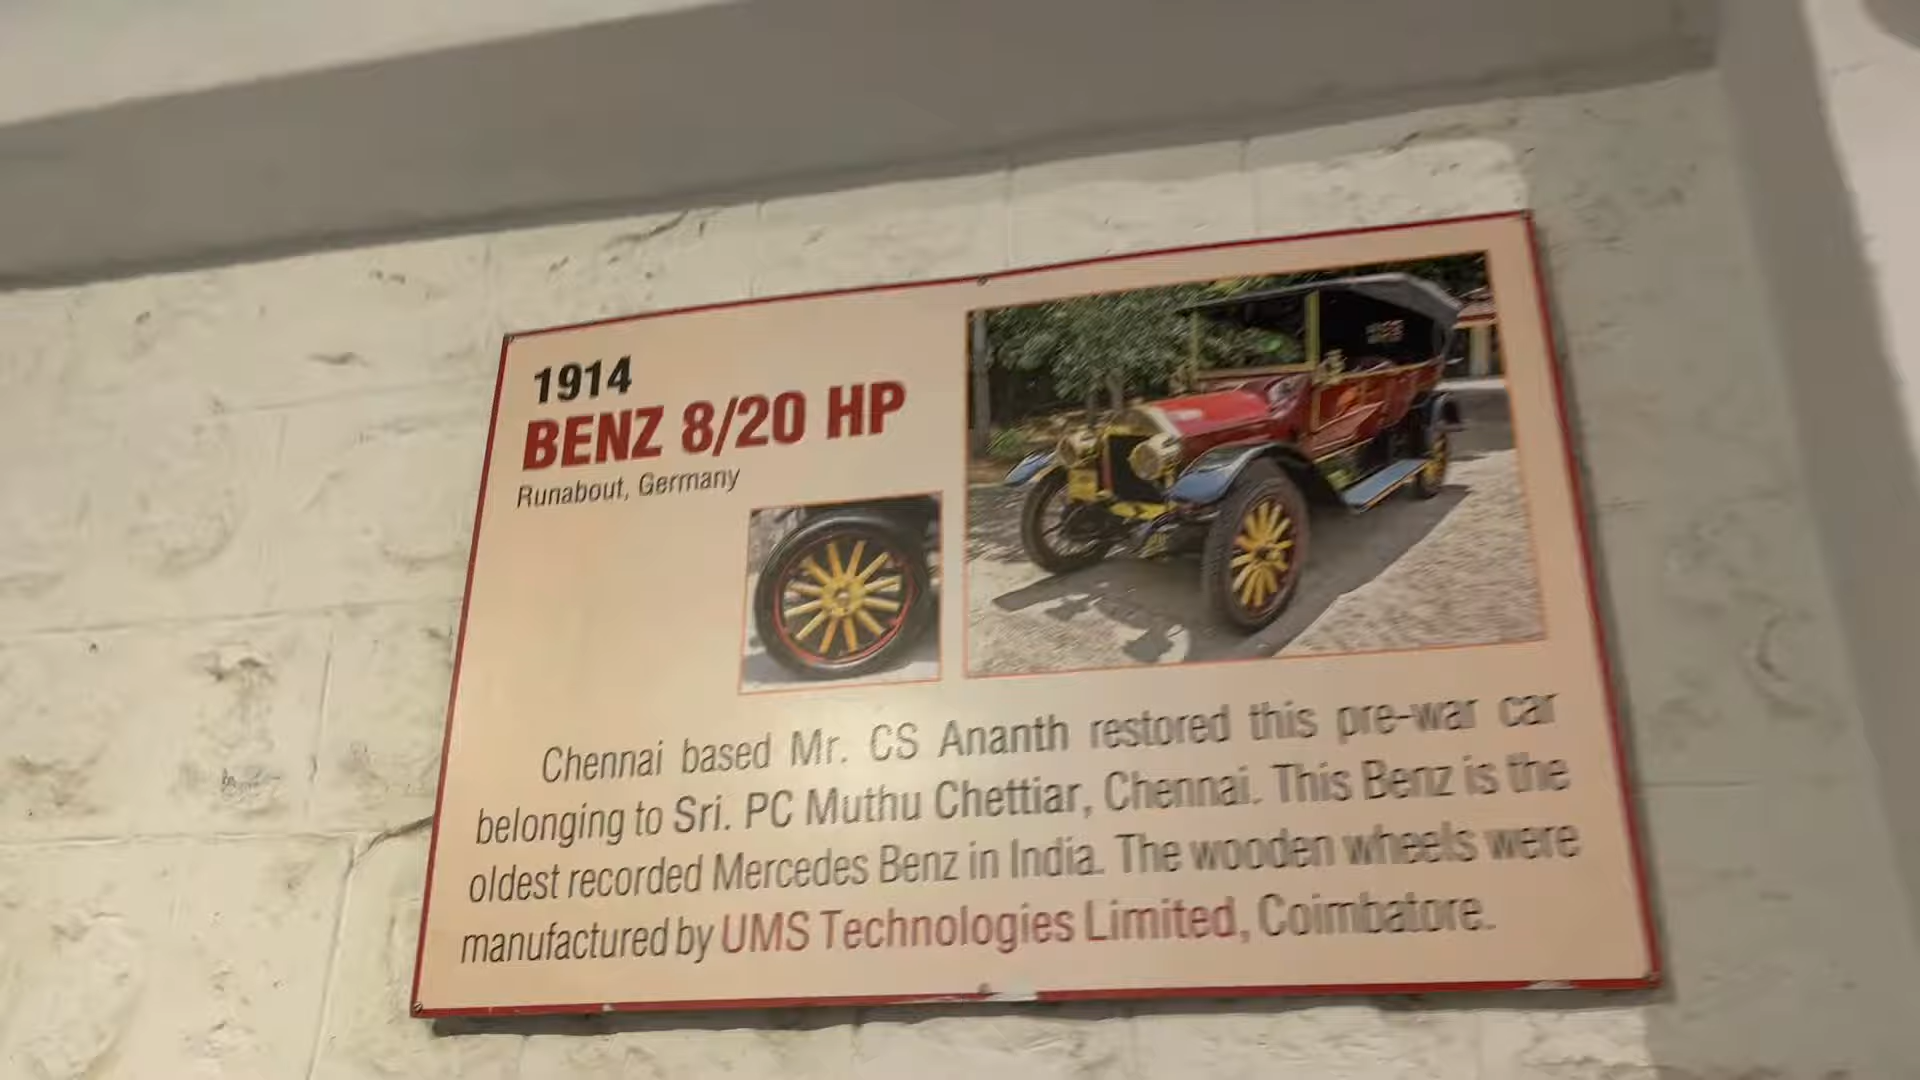 1914
BENZ 8/20 HP
Runabout, Germany
Chennai based Mr. CS Ananth restored this pre-war car
belonging to Sri. PC Muthu Chettiar, Chennai. This Benz is the
oldest recorded Mercedes Benz in India. The wooden wheels were
manufactured by UMS Technologies Limited, Coimbatore.